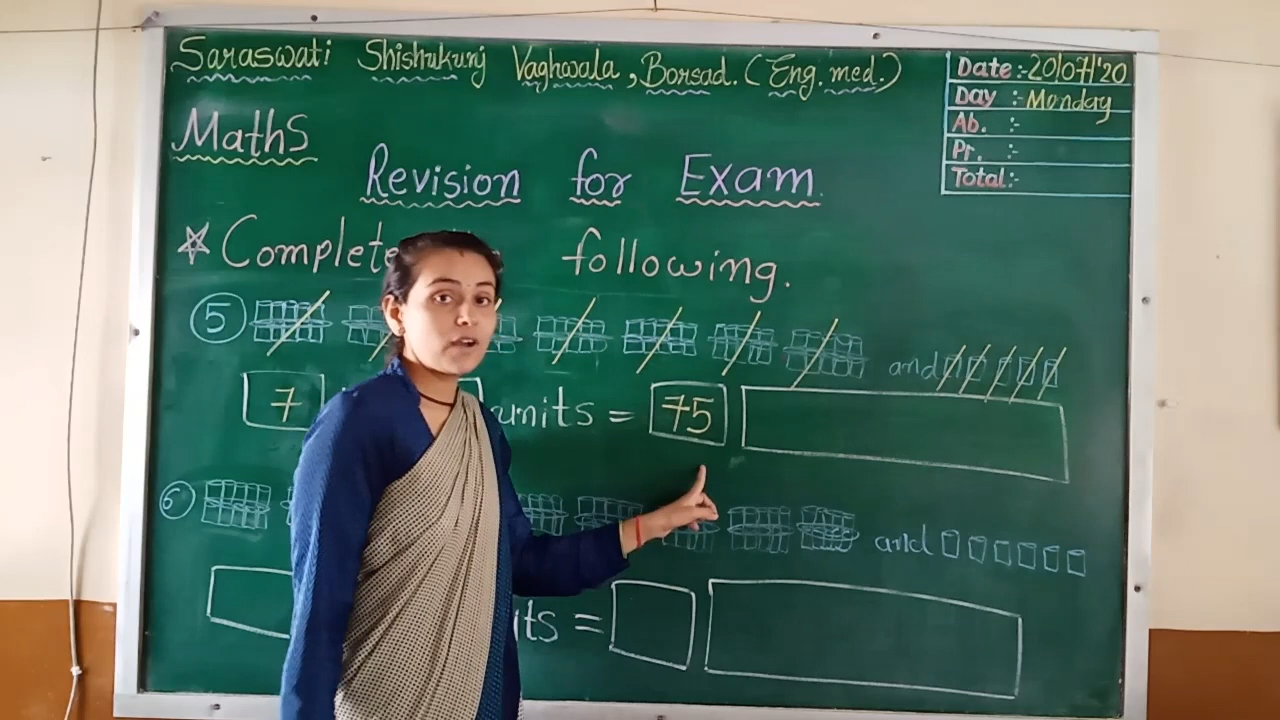 Saraswati Shishukunj Vaghwala, Borsad. (Eng. med.)
Date :- 20/07/'20
Day :- Monday
Ab. :-
Pr. :-
Total:-
Maths
Revision for Exam.
* Complete following.
5 and
7 units = 75
6 and
its =